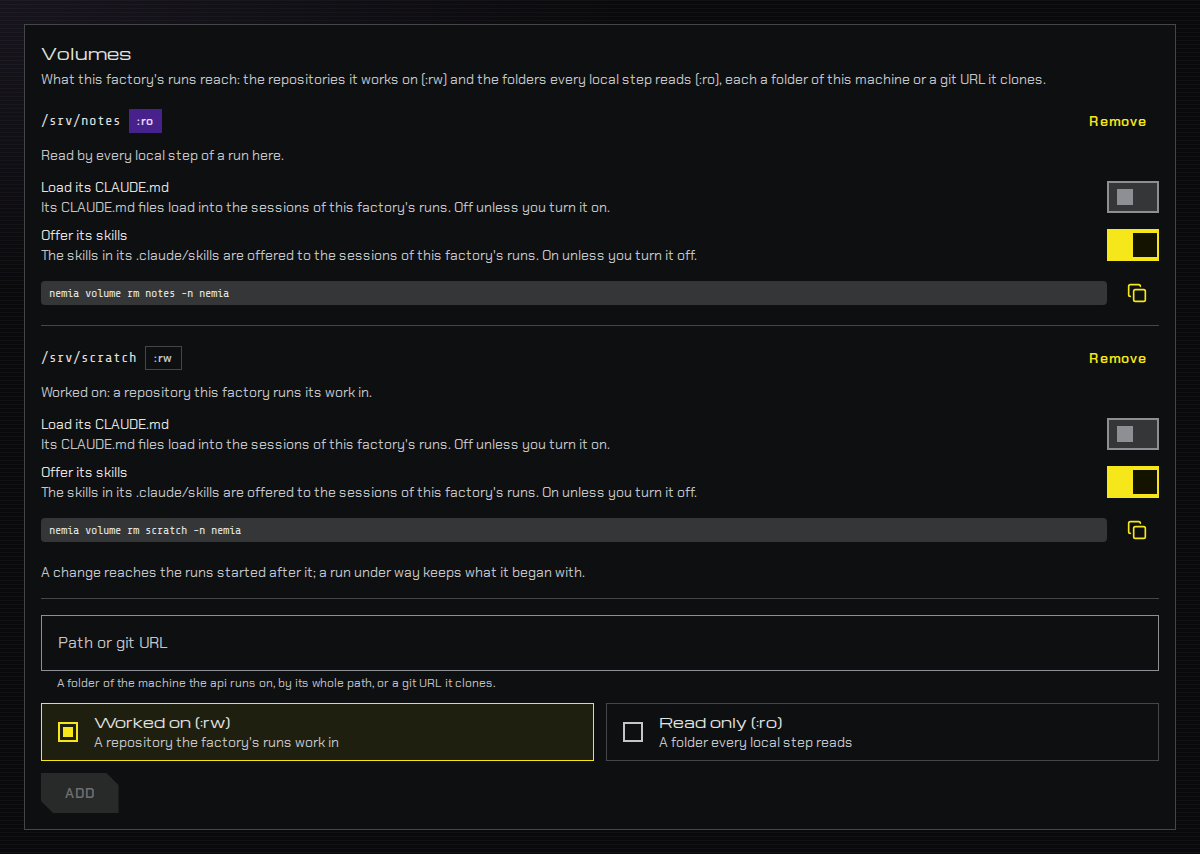 Volumes
What this factory's runs reach: the repositories it works on (:rw) and the folders every local step reads (:ro), each a folder of this machine or a git URL it clones.
/srv/notes :ro Remove
Read by every local step of a run here.
Load its CLAUDE.md
Its CLAUDE.md files load into the sessions of this factory's runs. Off unless you turn it on.
Offer its skills
The skills in its .claude/skills are offered to the sessions of this factory's runs. On unless you turn it off.
nemia volume rm notes -n nemia
/srv/scratch :rw Remove
Worked on: a repository this factory runs its work in.
Load its CLAUDE.md
Its CLAUDE.md files load into the sessions of this factory's runs. Off unless you turn it on.
Offer its skills
The skills in its .claude/skills are offered to the sessions of this factory's runs. On unless you turn it off.
nemia volume rm scratch -n nemia
A change reaches the runs started after it; a run under way keeps what it began with.
Path or git URL
A folder of the machine the api runs on, by its whole path, or a git URL it clones.
Worked on (:rw)
A repository the factory's runs work in
Read only (:ro)
A folder every local step reads
ADD